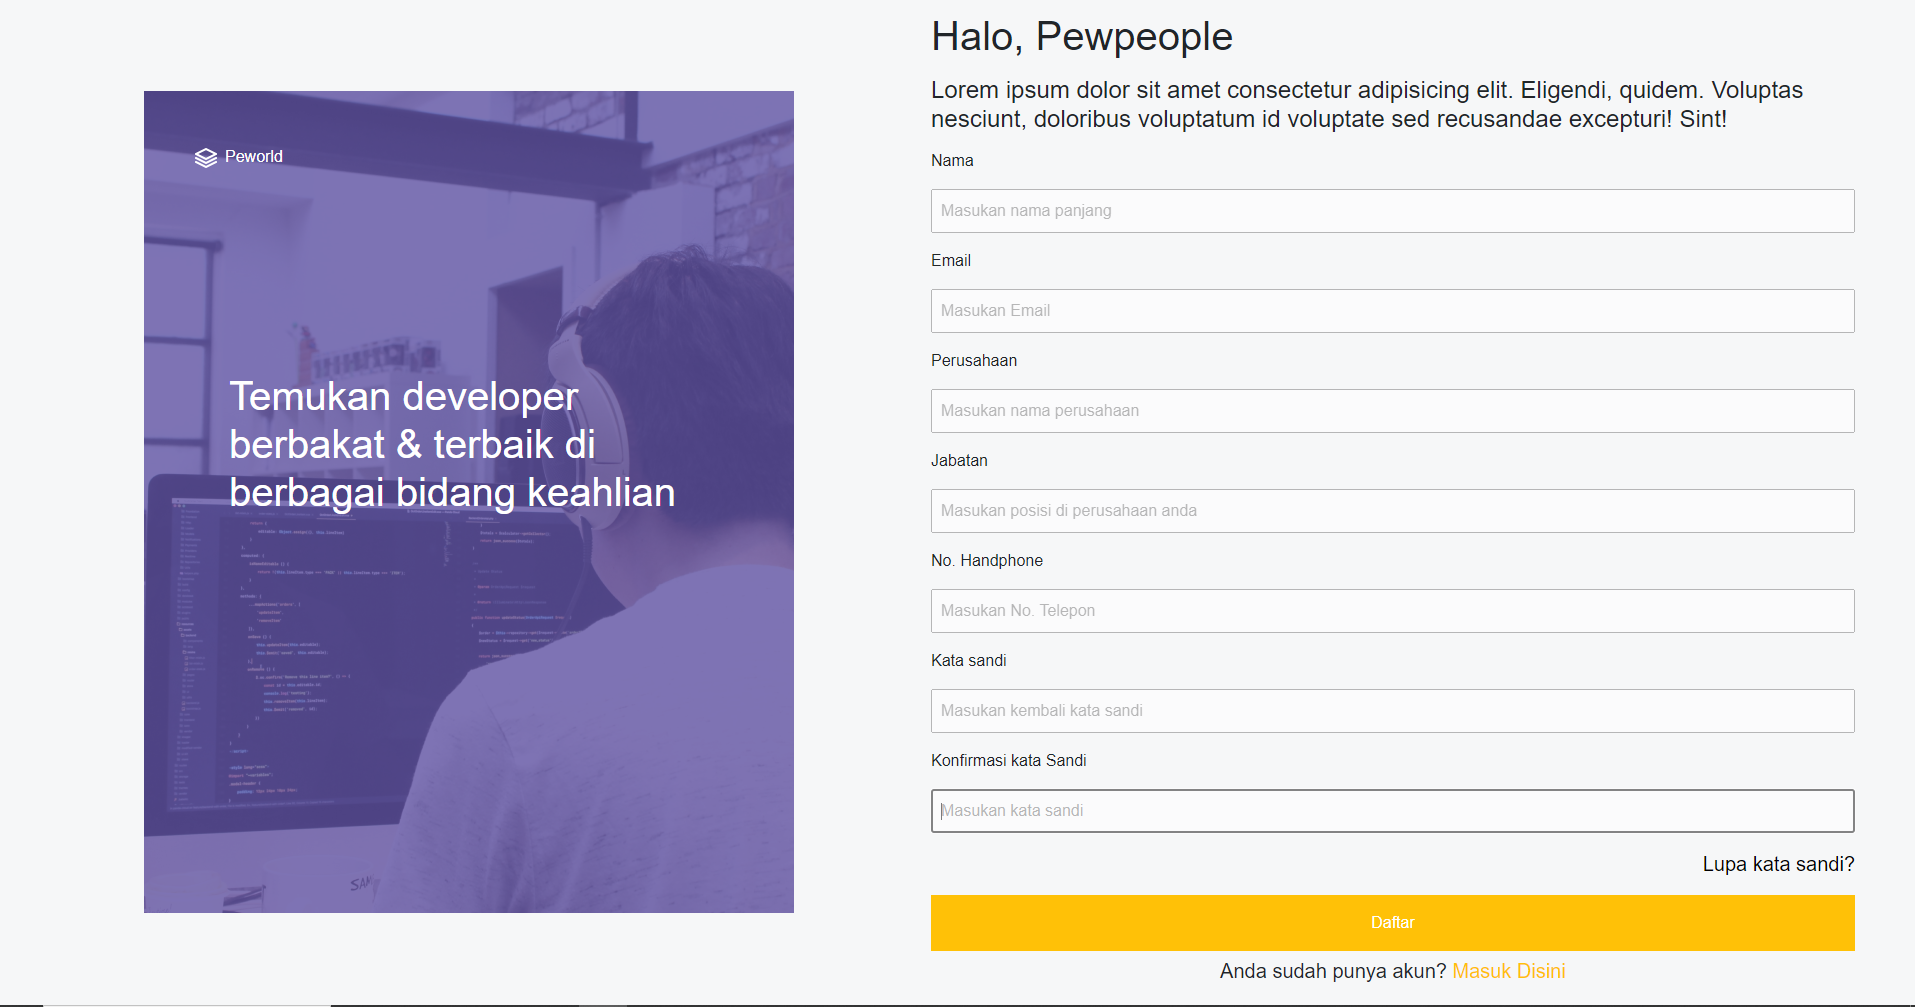 Peworld
Temukan developer
berbakat & terbaik di
berbagai bidang keahlian
Halo, Pewpeople
Lorem ipsum dolor sit amet consectetur adipisicing elit. Eligendi, quidem. Voluptas
nesciunt, doloribus voluptatum id voluptate sed recusandae excepturi! Sint!
Nama
Masukan nama panjang
Email
Masukan Email
Perusahaan
Masukan nama perusahaan
Jabatan
Masukan posisi di perusahaan anda
No. Handphone
Masukan No. Telepon
Kata sandi
Masukan kembali kata sandi
Konfirmasi kata Sandi
Masukan kata sandi
Lupa kata sandi?
Daftar
Anda sudah punya akun? Masuk Disini